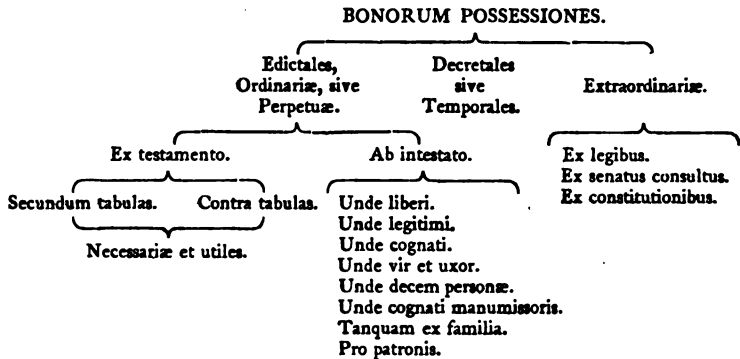 BONORUM POSSESSIONES.
Edictales,
Ordinariæ, sive
Perpetuæ.
Decretales
sive
Temporales.
Extraordinariæ.
Ex testamento.
Ab intestato.
Ex legibus.
Ex senatus consultus.
Ex constitutionibus.
Secundum tabulas.
Contra tabulas.
Necessariæ et utiles.
Unde liberi.
Unde legitimi.
Unde cognati.
Unde vir et uxor.
Unde decem personæ.
Unde cognati manumissoris.
Tanquam ex familia.
Pro patronis.